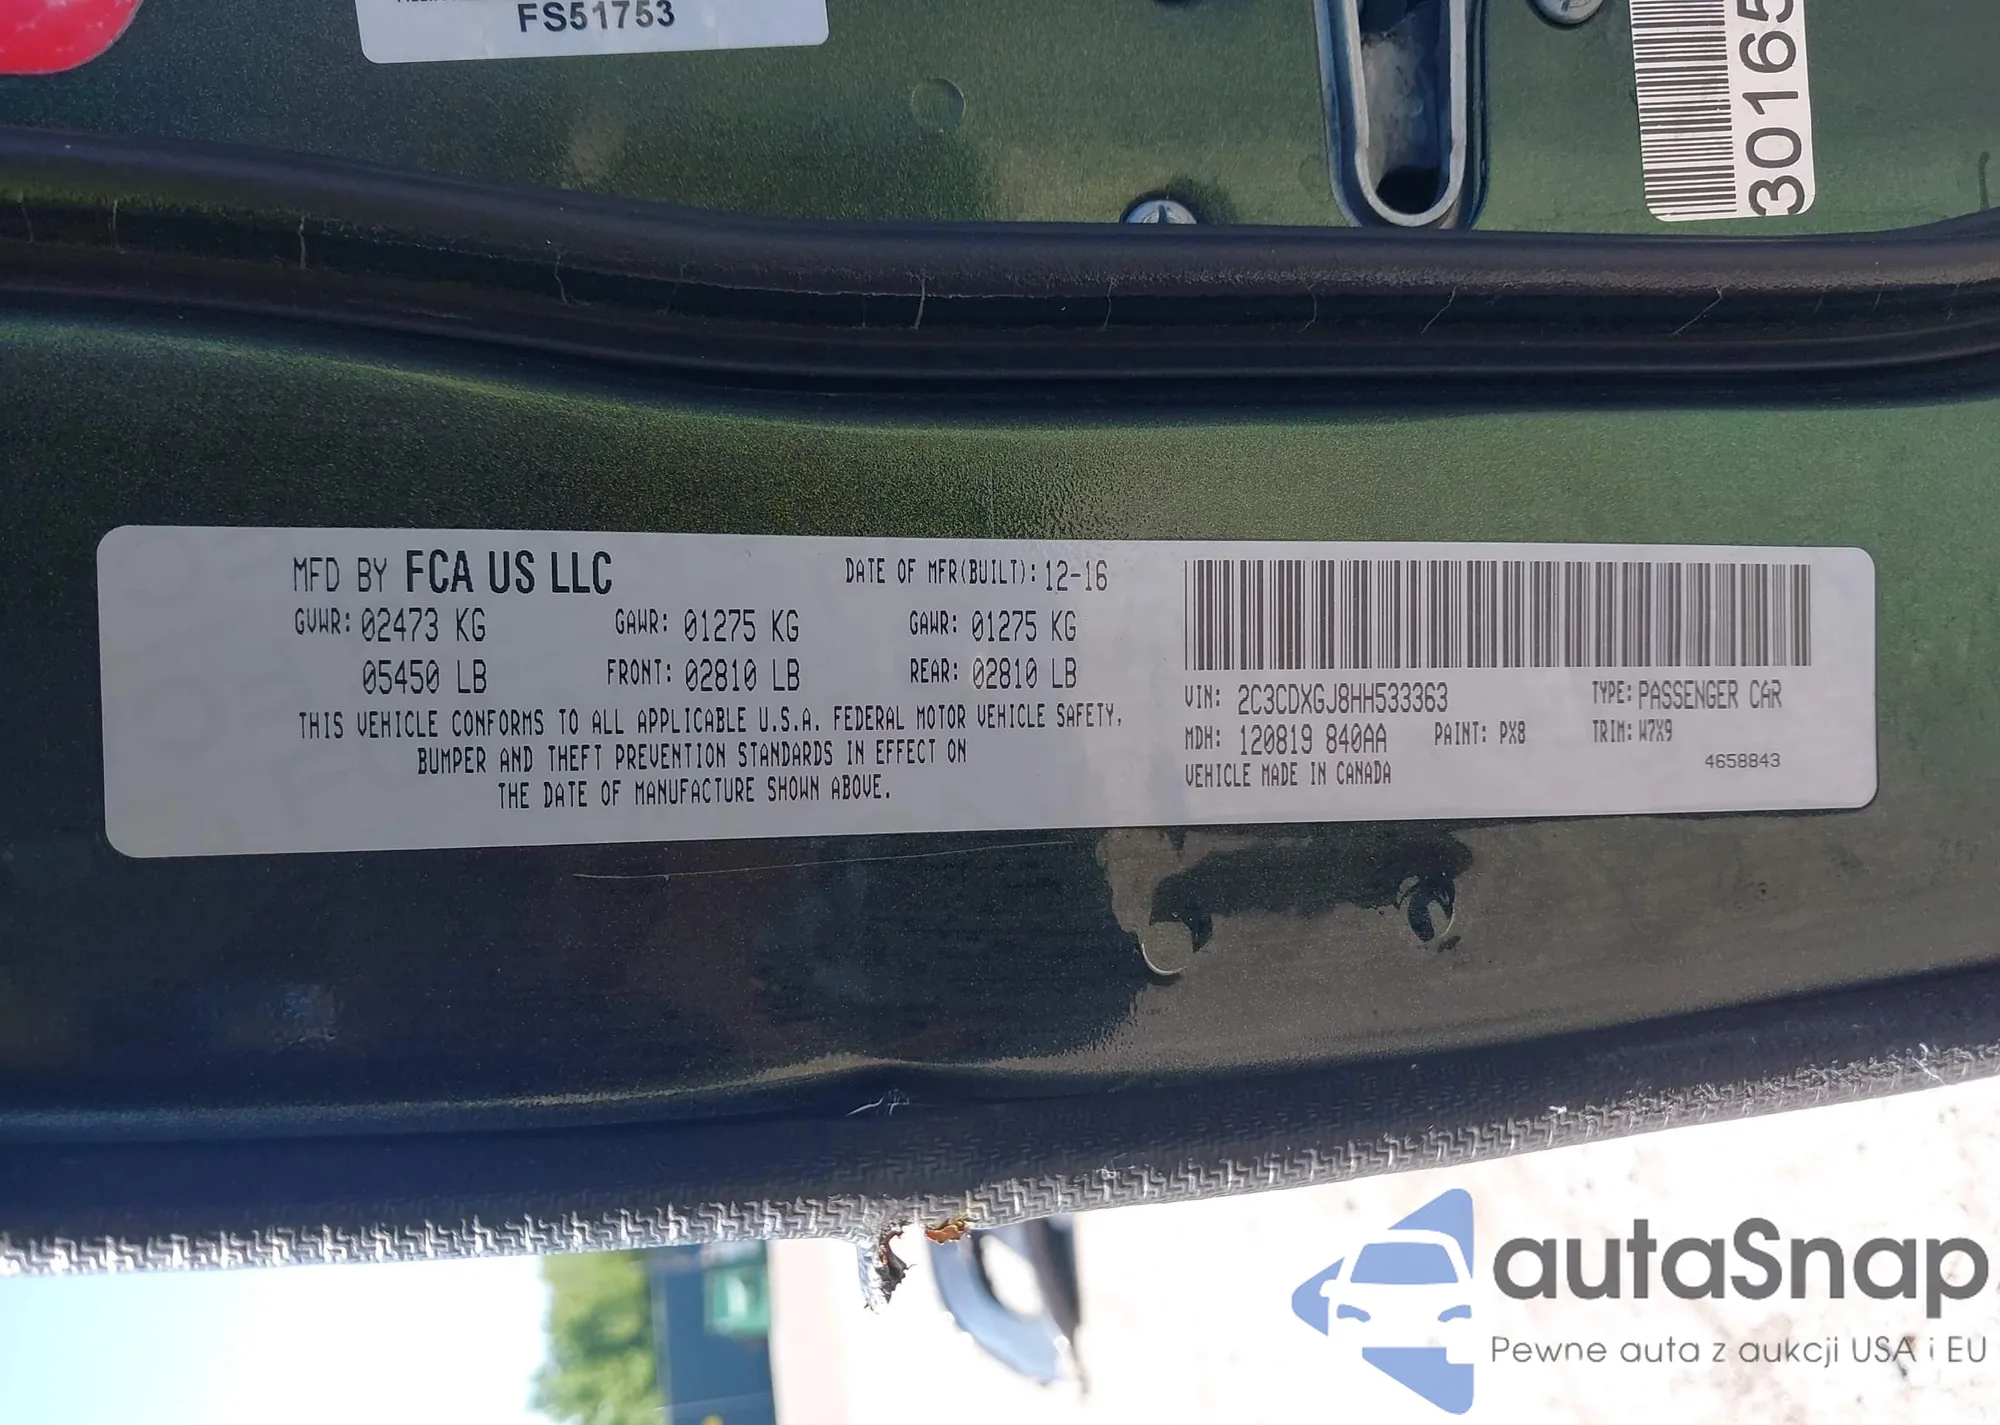 FS51753
30165
MFD BY FCA US LLC DATE OF MFR(BUILT): 12-16
GVWR: 02473 KG GAWR: 01275 KG GAWR: 01275 KG
05450 LB FRONT: 02810 LB REAR: 02810 LB
THIS VEHICLE CONFORMS TO ALL APPLICABLE U.S.A. FEDERAL MOTOR VEHICLE SAFETY,
BUMPER AND THEFT PREVENTION STANDARDS IN EFFECT ON
THE DATE OF MANUFACTURE SHOWN ABOVE.
VIN: 2C3CDXGJ8HH533363 TYPE: PASSENGER CAR
MDH: 120819 840AA PAINT: PX8 TRIM: W7X9
VEHICLE MADE IN CANADA 4658843
autaSnap
Pewne auta z aukcji USA i EU